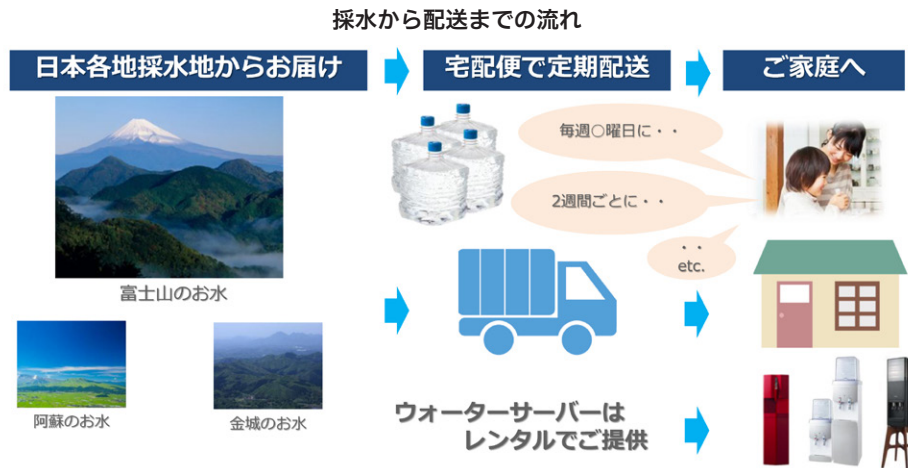 採水から配送までの流れ
日本各地採水地からお届け
宅配便で定期配送
ご家庭へ
毎週○曜日に・・
2週間ごとに・・
・・
etc.
富士山のお水
阿蘇のお水
金城のお水
ウォーターサーバーは
レンタルでご提供